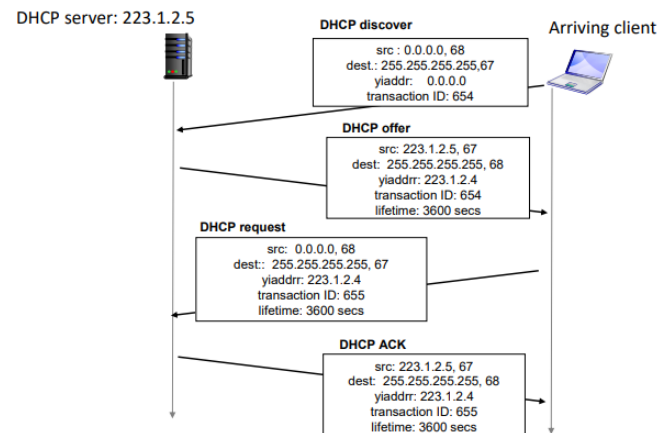 DHCP server: 223.1.2.5
Arriving client
DHCP discover
src : 0.0.0.0, 68
dest.: 255.255.255.255,67
yiaddr: 0.0.0.0
transaction ID: 654
DHCP offer
src: 223.1.2.5, 67
dest: 255.255.255.255, 68
yiaddrr: 223.1.2.4
transaction ID: 654
lifetime: 3600 secs
DHCP request
src: 0.0.0.0, 68
dest:: 255.255.255.255, 67
yiaddrr: 223.1.2.4
transaction ID: 655
lifetime: 3600 secs
DHCP ACK
src: 223.1.2.5, 67
dest: 255.255.255.255, 68
yiaddrr: 223.1.2.4
transaction ID: 655
lifetime: 3600 secs